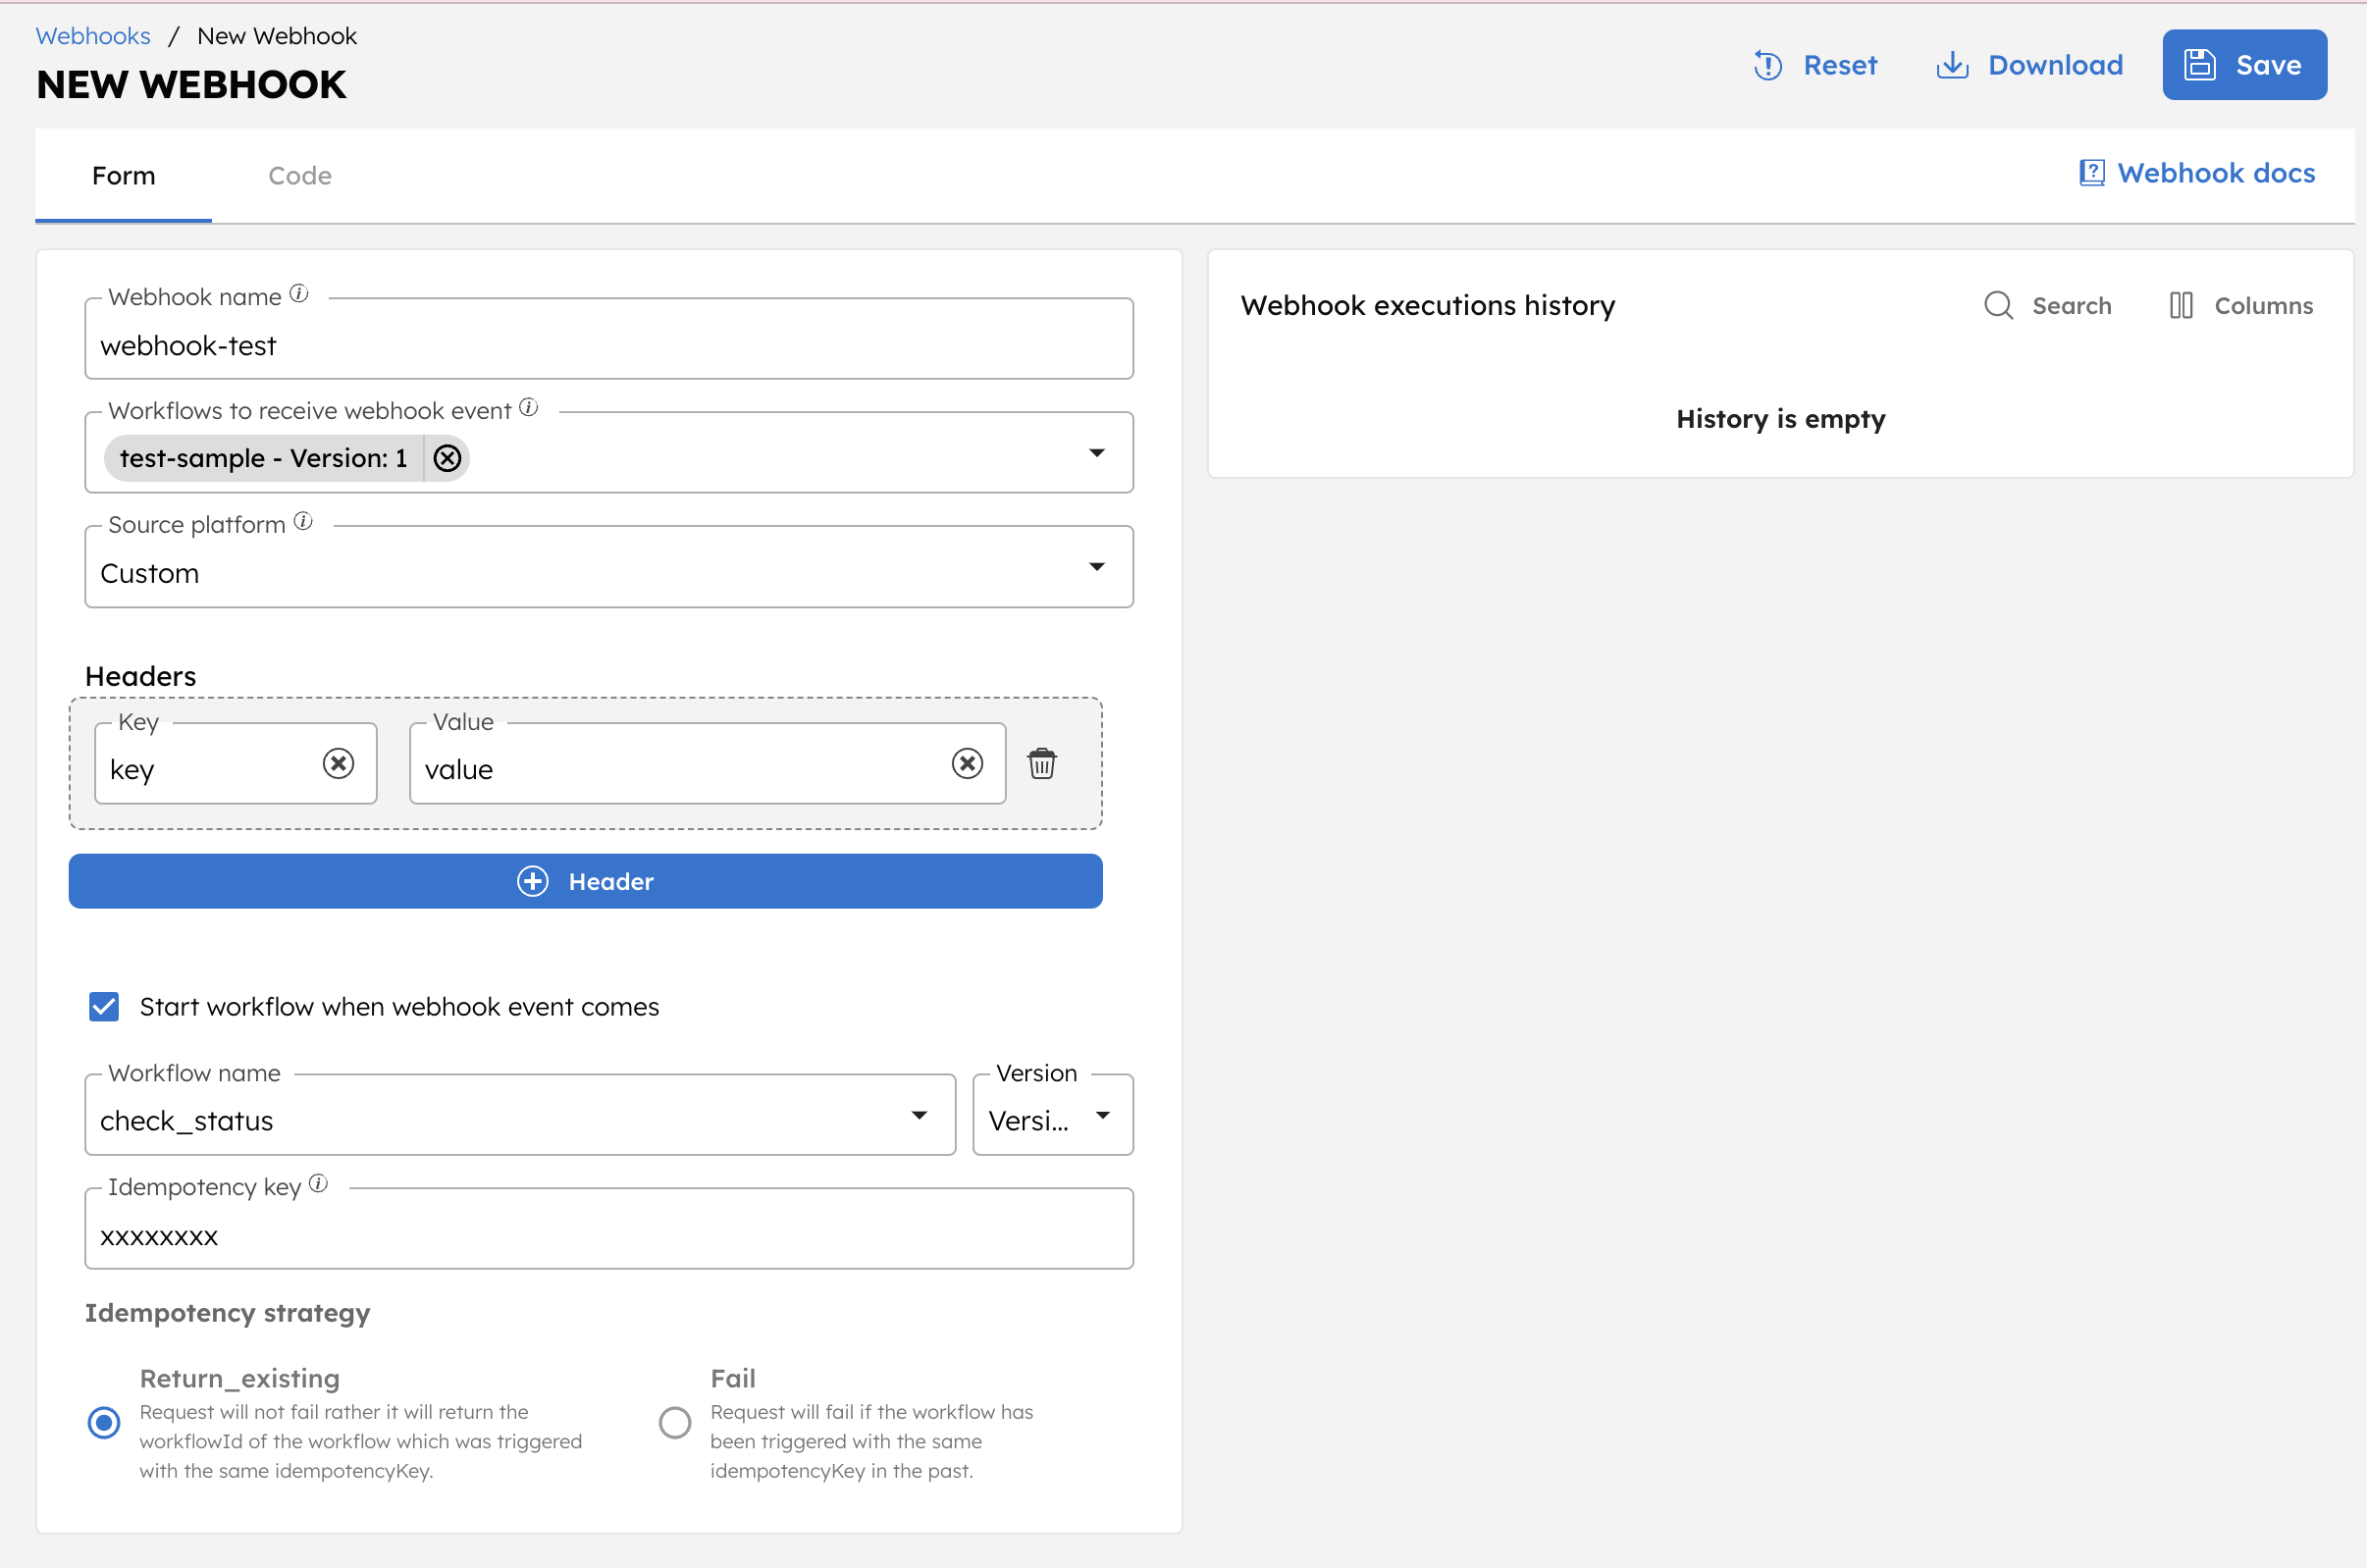 Webhooks / New Webhook
NEW WEBHOOK
Reset
Download
Save
Form
Code
Webhook docs
Webhook name
webhook-test
Workflows to receive webhook event
test-sample - Version: 1
Source platform
Custom
Headers
Key
key
Value
value
Header
Start workflow when webhook event comes
Workflow name
check_status
Version
Versi...
Idempotency key
xxxxxxxx
Idempotency strategy
Return_existing
Request will not fail rather it will return the
workflowId of the workflow which was triggered
with the same idempotencyKey.
Fail
Request will fail if the workflow has
been triggered with the same
idempotencyKey in the past.
Webhook executions history
Search
Columns
History is empty